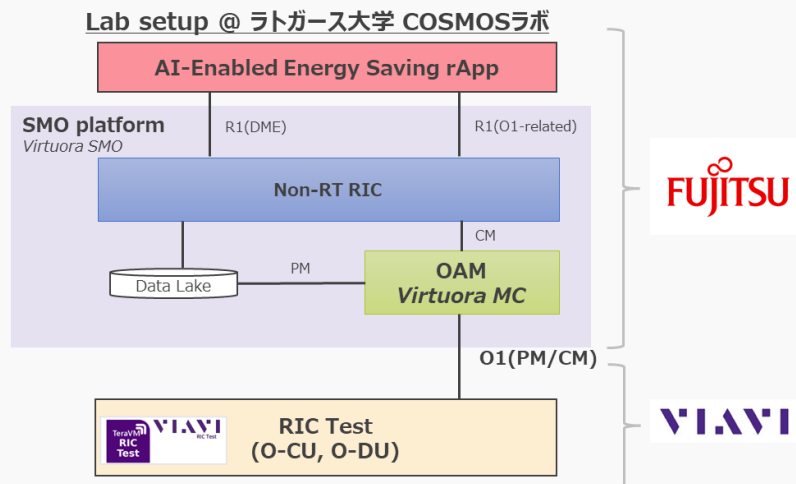 Lab setup @ ラトガース大学 COSMOSラボ
AI-Enabled Energy Saving rApp
SMO platform
Virtuora SMO
R1(DME)
R1(O1-related)
Non-RT RIC
CM
PM
Data Lake
OAM
Virtuora MC
O1(PM/CM)
FUJITSU
TeraVM
RIC
Test
VIAVI
RIC Test
RIC Test
(O-CU, O-DU)
VIAVI